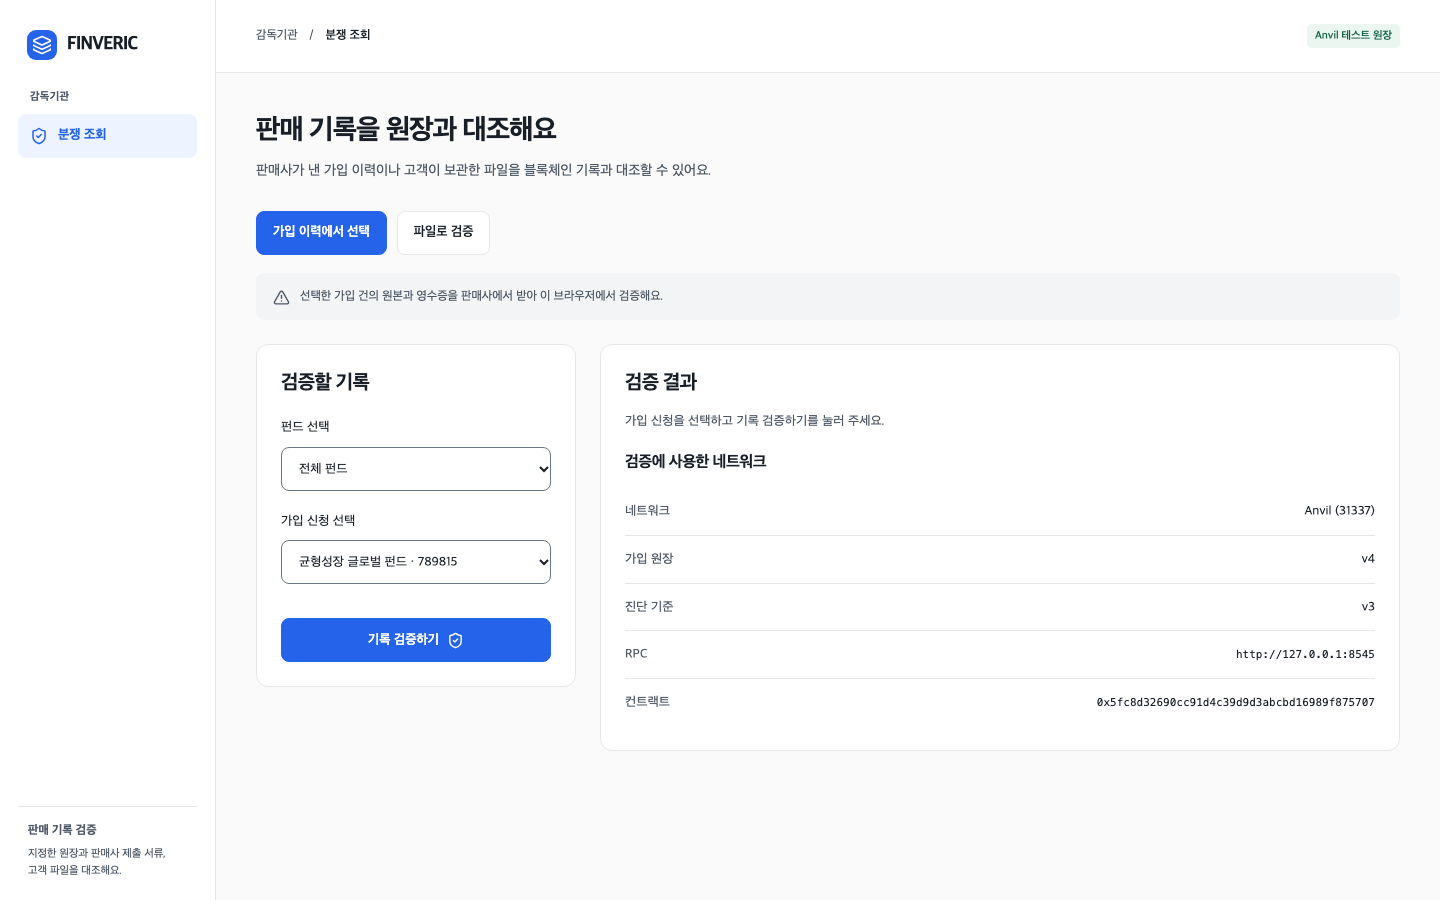 FINVERIC
감독기관
분쟁 조회
감독기관 / 분쟁 조회
Anvil 테스트 원장
판매 기록을 원장과 대조해요
판매사가 낸 가입 이력이나 고객이 보관한 파일을 블록체인 기록과 대조할 수 있어요.
가입 이력에서 선택
파일로 검증
선택한 가입 건의 원본과 영수증을 판매사에서 받아 이 브라우저에서 검증해요.
검증할 기록
펀드 선택
전체 펀드
가입 신청 선택
균형성장 글로벌 펀드 · 789815
기록 검증하기
검증 결과
가입 신청을 선택하고 기록 검증하기를 눌러 주세요.
검증에 사용한 네트워크
네트워크 Anvil (31337)
가입 원장 v4
진단 기준 v3
RPC http://127.0.0.1:8545
컨트랙트 0x5fc8d32690cc91d4c39d9d3abcbd16989f875707
판매 기록 검증
지정한 원장과 판매사 제출 서류,
고객 파일을 대조해요.